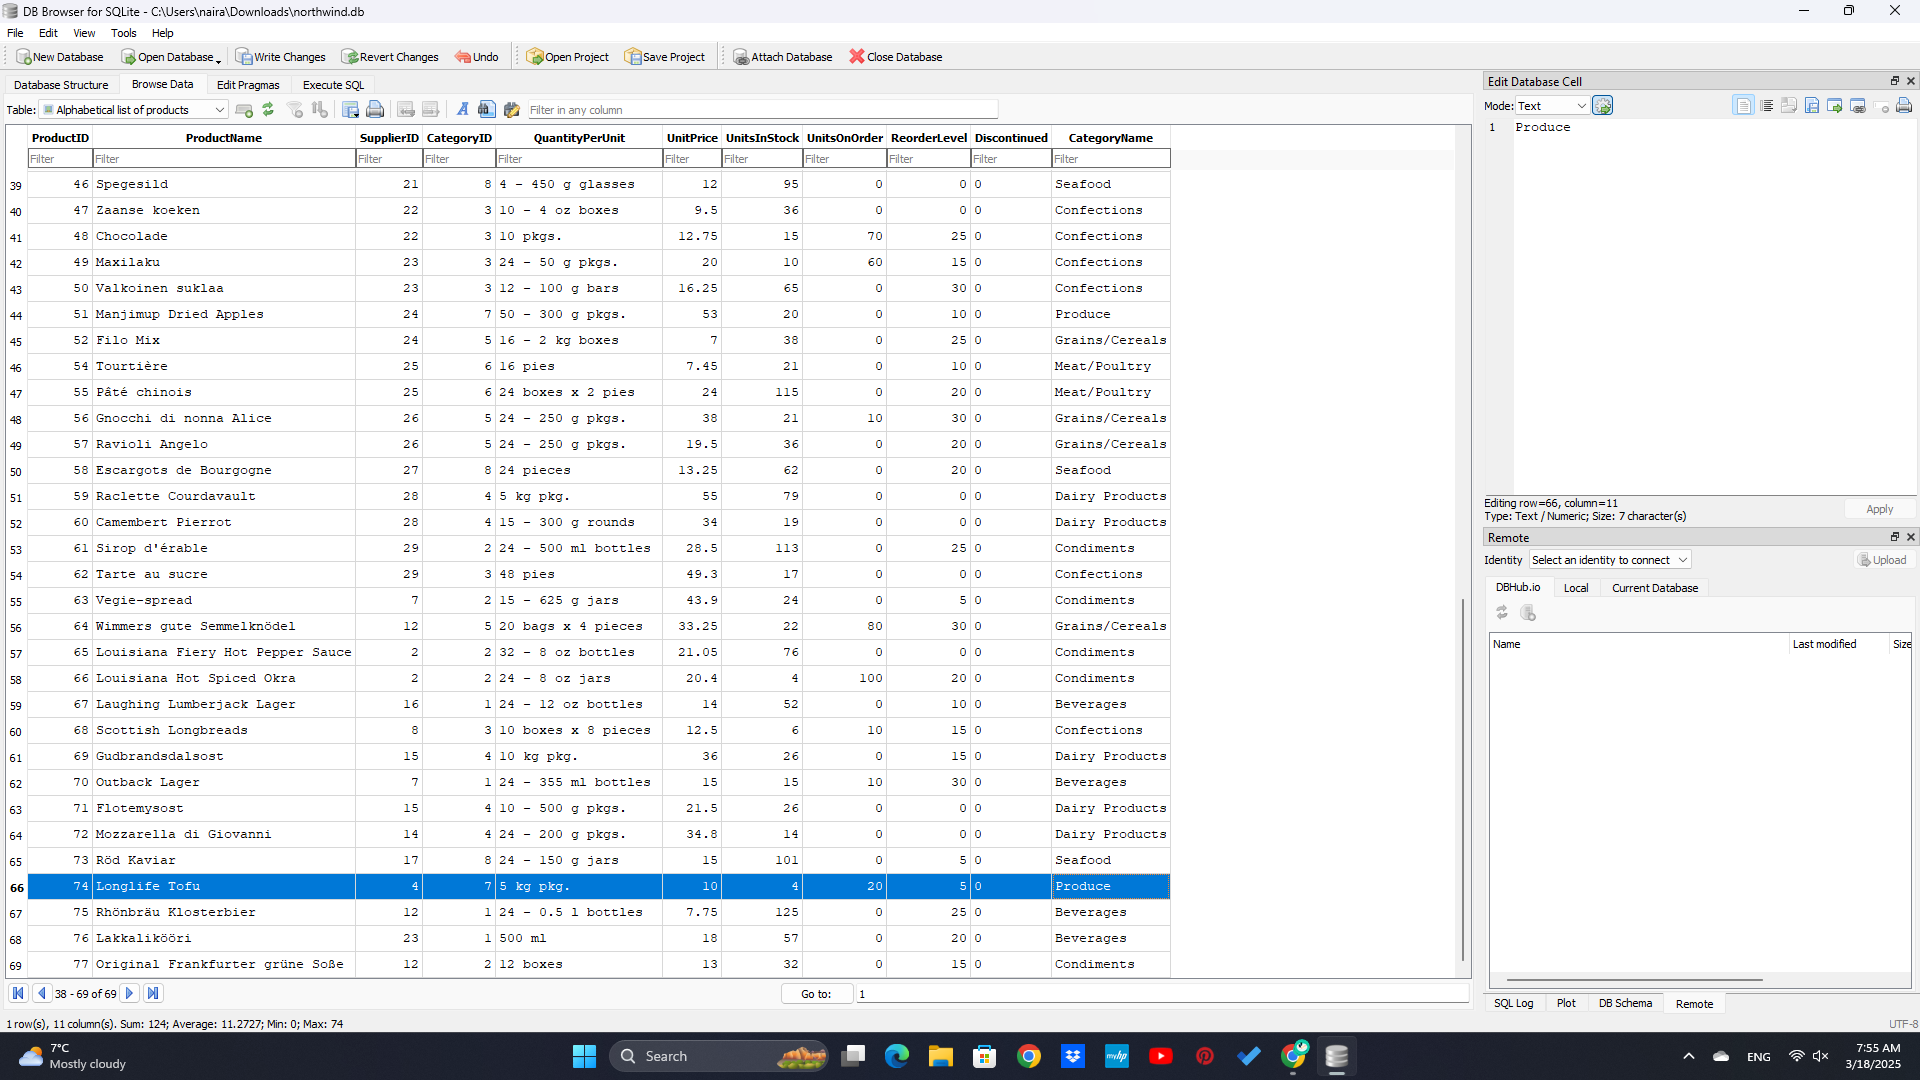 DB Browser for SQLite - C:\Users\naira\Downloads\northwind.db
File Edit View Tools Help
New Database Open Database Write Changes Revert Changes Undo Open Project Save Project Attach Database Close Database
Database Structure Browse Data Edit Pragmas Execute SQL
Table: Alphabetical list of products Filter in any column
ProductID ProductName SupplierID CategoryID QuantityPerUnit UnitPrice UnitsInStock UnitsOnOrder ReorderLevel Discontinued CategoryName
Filter Filter Filter Filter Filter Filter Filter Filter Filter Filter Filter
39 46 Spegesild 21 8 4 - 450 g glasses 12 95 0 0 0 Seafood
40 47 Zaanse koeken 22 3 10 - 4 oz boxes 9.5 36 0 0 0 Confections
41 48 Chocolade 22 3 10 pkgs. 12.75 15 70 25 0 Confections
42 49 Maxilaku 23 3 24 - 50 g pkgs. 20 10 60 15 0 Confections
43 50 Valkoinen suklaa 23 3 12 - 100 g bars 16.25 65 0 30 0 Confections
44 51 Manjimup Dried Apples 24 7 50 - 300 g pkgs. 53 20 0 10 0 Produce
45 52 Filo Mix 24 5 16 - 2 kg boxes 7 38 0 25 0 Grains/Cereals
46 54 Tourtière 25 6 16 pies 7.45 21 0 10 0 Meat/Poultry
47 55 Pâté chinois 25 6 24 boxes x 2 pies 24 115 0 20 0 Meat/Poultry
48 56 Gnocchi di nonna Alice 26 5 24 - 250 g pkgs. 38 21 10 30 0 Grains/Cereals
49 57 Ravioli Angelo 26 5 24 - 250 g pkgs. 19.5 36 0 20 0 Grains/Cereals
50 58 Escargots de Bourgogne 27 8 24 pieces 13.25 62 0 20 0 Seafood
51 59 Raclette Courdavault 28 4 5 kg pkg. 55 79 0 0 0 Dairy Products
52 60 Camembert Pierrot 28 4 15 - 300 g rounds 34 19 0 0 0 Dairy Products
53 61 Sirop d'érable 29 2 24 - 500 ml bottles 28.5 113 0 25 0 Condiments
54 62 Tarte au sucre 29 3 48 pies 49.3 17 0 0 0 Confections
55 63 Vegie-spread 7 2 15 - 625 g jars 43.9 24 0 5 0 Condiments
56 64 Wimmers gute Semmelknödel 12 5 20 bags x 4 pieces 33.25 22 80 30 0 Grains/Cereals
57 65 Louisiana Fiery Hot Pepper Sauce 2 2 32 - 8 oz bottles 21.05 76 0 0 0 Condiments
58 66 Louisiana Hot Spiced Okra 2 2 24 - 8 oz jars 20.4 4 100 20 0 Condiments
59 67 Laughing Lumberjack Lager 16 1 24 - 12 oz bottles 14 52 0 10 0 Beverages
60 68 Scottish Longbreads 8 3 10 boxes x 8 pieces 12.5 6 10 15 0 Confections
61 69 Gudbrandsdalsost 15 4 10 kg pkg. 36 26 0 15 0 Dairy Products
62 70 Outback Lager 7 1 24 - 355 ml bottles 15 15 10 30 0 Beverages
63 71 Flotemysost 15 4 10 - 500 g pkgs. 21.5 26 0 0 0 Dairy Products
64 72 Mozzarella di Giovanni 14 4 24 - 200 g pkgs. 34.8 14 0 0 0 Dairy Products
65 73 Röd Kaviar 17 8 24 - 150 g jars 15 101 0 5 0 Seafood
66 74 Longlife Tofu 4 7 5 kg pkg. 10 4 20 5 0 Produce
67 75 Rhönbräu Klosterbier 12 1 24 - 0.5 l bottles 7.75 125 0 25 0 Beverages
68 76 Lakkalikööri 23 1 500 ml 18 57 0 20 0 Beverages
69 77 Original Frankfurter grüne Soße 12 2 12 boxes 13 32 0 15 0 Condiments
38 - 69 of 69 Go to: 1
1 row(s), 11 column(s). Sum: 124; Average: 11.2727; Min: 0; Max: 74
Edit Database Cell
Mode: Text
1 Produce
Editing row=66, column=11
Type: Text / Numeric; Size: 7 character(s)
Apply
Remote
Identity Select an identity to connect Upload
DBHub.io Local Current Database
Name Last modified Size
SQL Log Plot DB Schema Remote
UTF-8
7°C
Mostly cloudy
Search
myhp
ENG
7:55 AM
3/18/2025